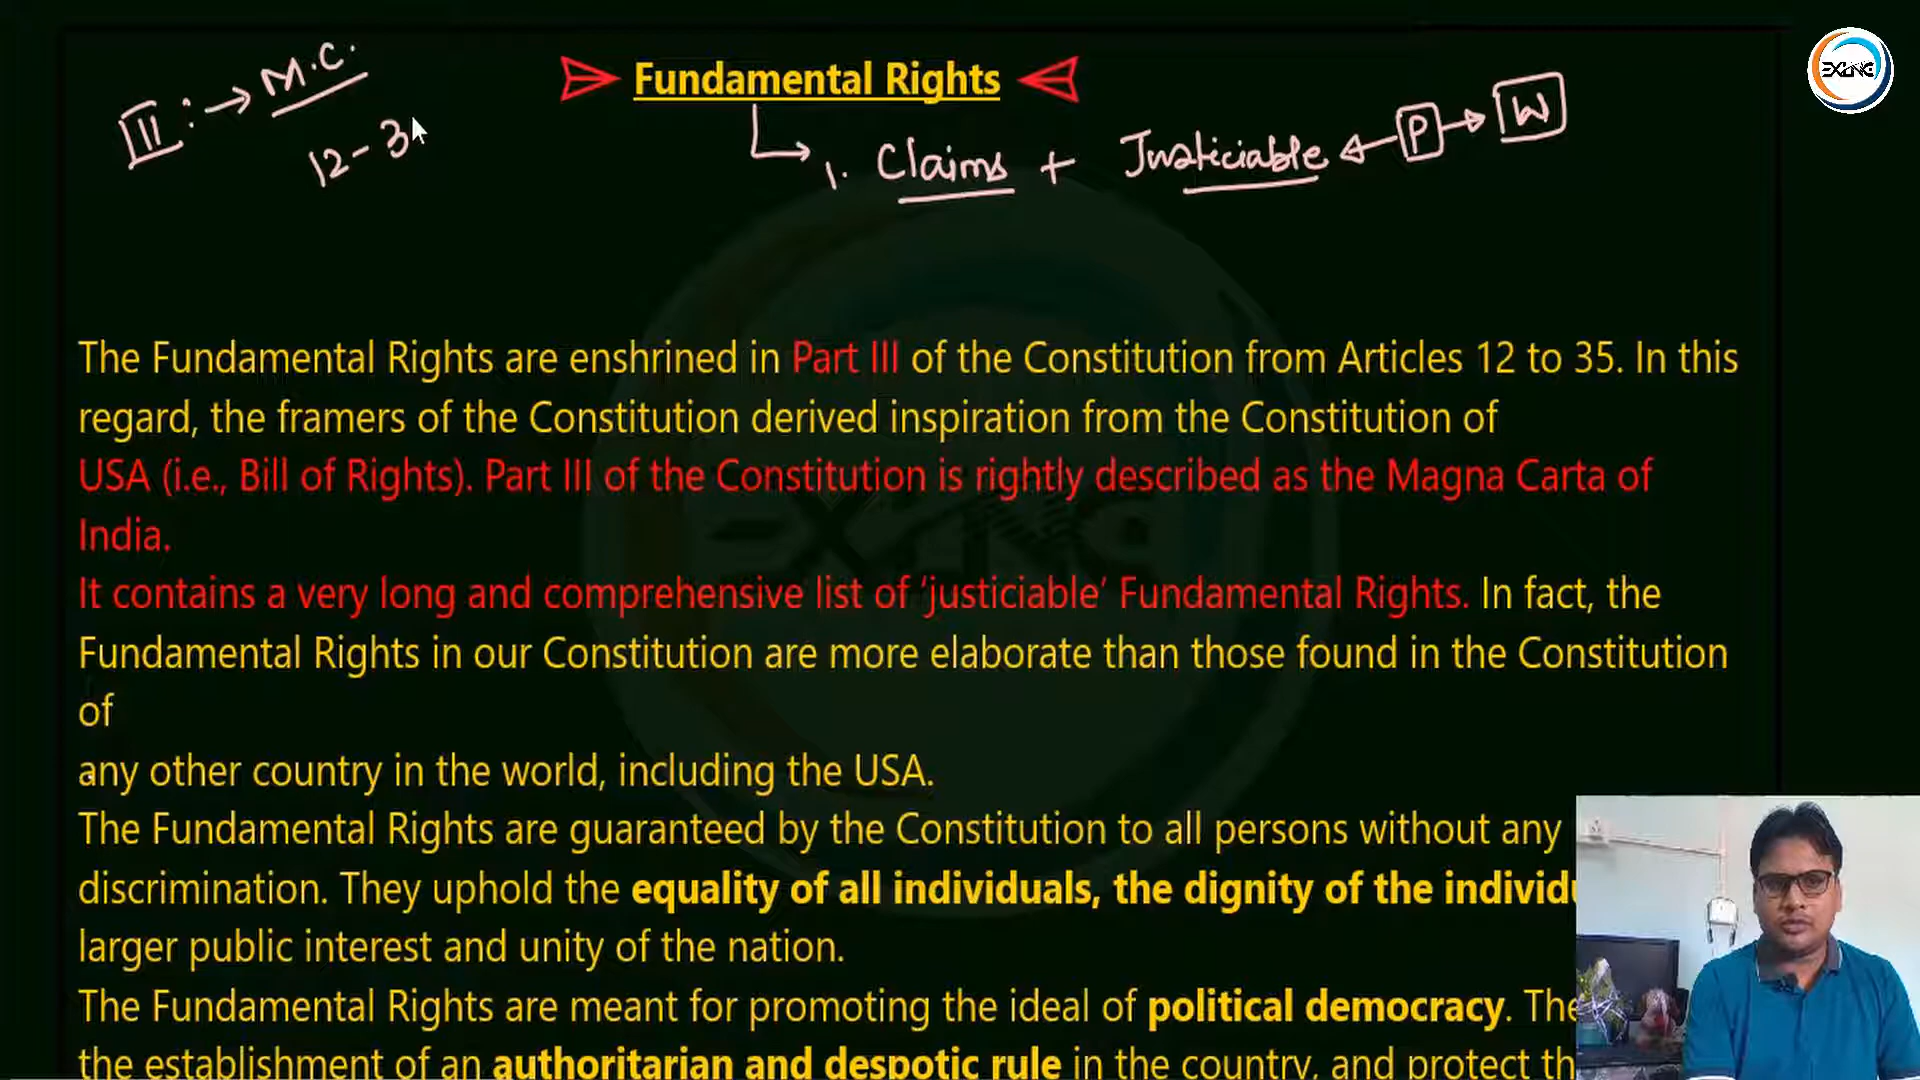 III : → M.C.
12-3
Fundamental Rights
1. Claims + Justiciable ← P → W
EXLNC
The Fundamental Rights are enshrined in Part III of the Constitution from Articles 12 to 35. In this
regard, the framers of the Constitution derived inspiration from the Constitution of
USA (i.e., Bill of Rights). Part III of the Constitution is rightly described as the Magna Carta of
India.
It contains a very long and comprehensive list of ‘justiciable’ Fundamental Rights. In fact, the
Fundamental Rights in our Constitution are more elaborate than those found in the Constitution
of
any other country in the world, including the USA.
The Fundamental Rights are guaranteed by the Constitution to all persons without any
discrimination. They uphold the equality of all individuals, the dignity of the individu
larger public interest and unity of the nation.
The Fundamental Rights are meant for promoting the ideal of political democracy. The
the establishment of an authoritarian and despotic rule in the country, and protect th